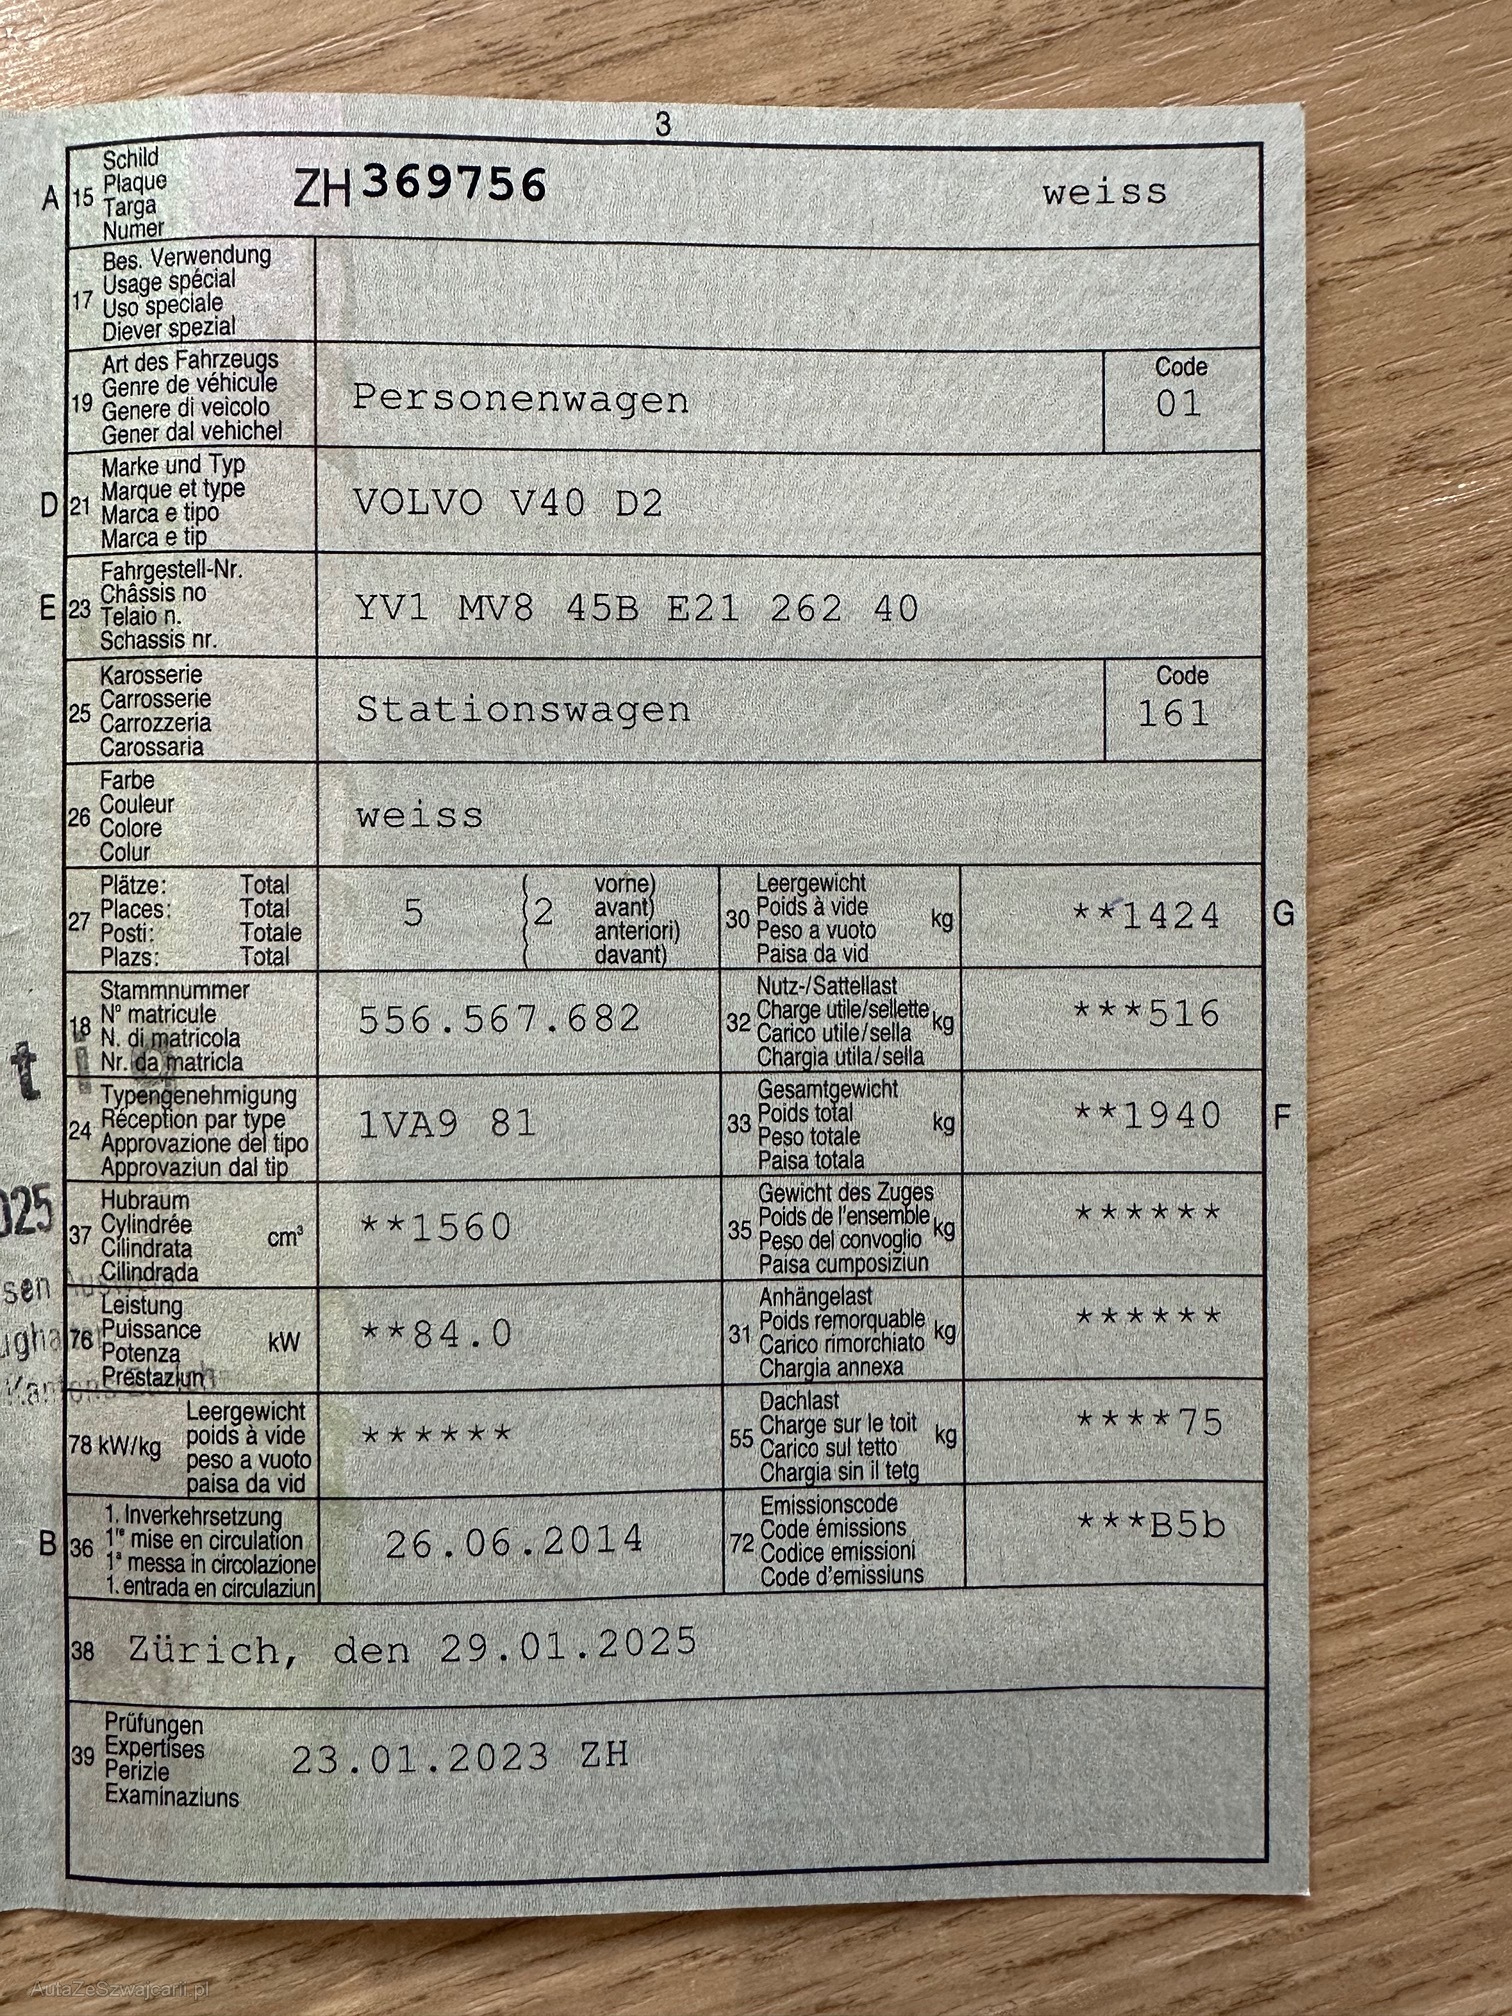 3
A 15 Schild
Plaque
Targa
Numer
ZH 369756 weiss
17 Bes. Verwendung
Usage spécial
Uso speciale
Diever spezial
19 Art des Fahrzeugs
Genre de véhicule
Genere di veicolo
Gener dal vehichel
Personenwagen
Code
01
D 21 Marke und Typ
Marque et type
Marca e tipo
Marca e tip
VOLVO V40 D2
E 23 Fahrgestell-Nr.
Châssis no
Telaio n.
Schassis nr.
YV1 MV8 45B E21 262 40
25 Karosserie
Carrosserie
Carrozzeria
Carossaria
Stationswagen
Code
161
26 Farbe
Couleur
Colore
Colur
weiss
27 Plätze: Total
Places: Total
Posti: Totale
Plazs: Total
5 ( 2 vorne)
avant)
anteriori)
davant)
30 Leergewicht
Poids à vide
Peso a vuoto
Paisa da vid
kg **1424 G
18 Stammnummer
N° matricule
N. di matricola
Nr. da matricla
556.567.682
32 Nutz-/Sattellast
Charge utile/sellette
Carico utile/sella
Chargia utila/sella
kg ***516
24 Typengenehmigung
Réception par type
Approvazione del tipo
Approvaziun dal tip
1VA9 81
33 Gesamtgewicht
Poids total
Peso totale
Paisa totala
kg **1940 F
37 Hubraum
Cylindrée
Cilindrata
Cilindrada
cm³ **1560
35 Gewicht des Zuges
Poids de l'ensemble
Peso del convoglio
Paisa cumposiziun
kg ******
76 Leistung
Puissance
Potenza
Prestaziun
kW **84.0
31 Anhängelast
Poids remorquable
Carico rimorchiato
Chargia annexa
kg ******
78 kW/kg Leergewicht
poids à vide
peso a vuoto
paisa da vid
******
55 Dachlast
Charge sur le toit
Carico sul tetto
Chargia sin il tetg
kg ****75
B 36 1. Inverkehrsetzung
1re mise en circulation
1a messa in circolazione
1. entrada en circulaziun
26.06.2014
72 Emissionscode
Code émissions
Codice emissioni
Code d'emissiuns
***B5b
38 Zürich, den 29.01.2025
39 Prüfungen
Expertises
Perizie
Examinaziuns
23.01.2023 ZH
AutaZeSzwajcarii.pl